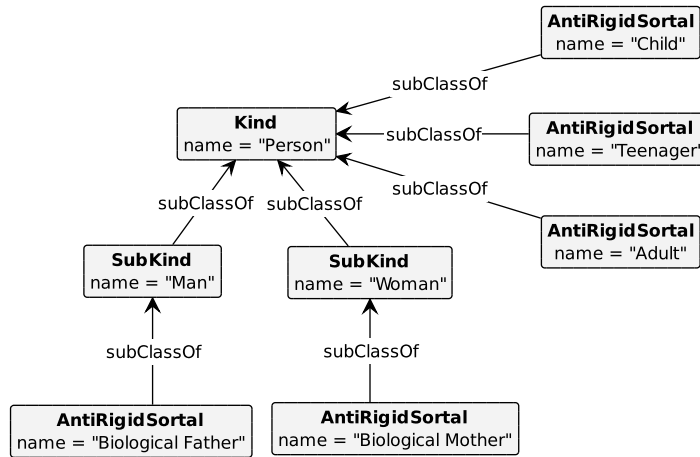 AntiRigidSortal
name = "Child"
subClassOf
Kind
name = "Person"
subClassOf
AntiRigidSortal
name = "Teenager"
subClassOf
subClassOf
subClassOf
AntiRigidSortal
name = "Adult"
SubKind
name = "Man"
SubKind
name = "Woman"
subClassOf
subClassOf
AntiRigidSortal
name = "Biological Father"
AntiRigidSortal
name = "Biological Mother"